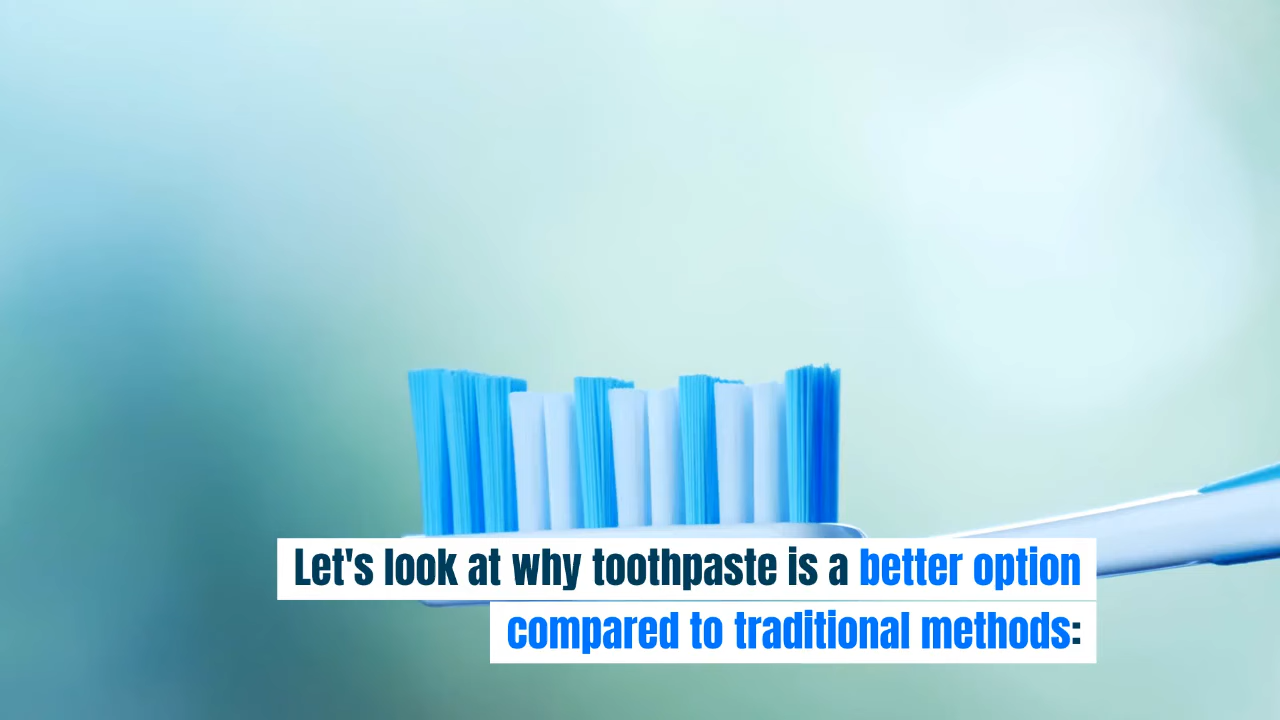 Let's look at why toothpaste is a better option
compared to traditional methods: